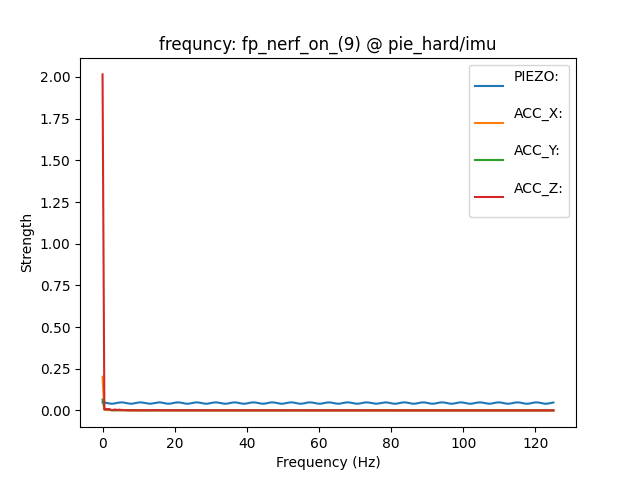 frequncy: fp_nerf_on_(9) @ pie_hard/imu
2.00
1.75
1.50
1.25
1.00
0.75
0.50
0.25
0.00
Strength
PIEZO:
ACC_X:
ACC_Y:
ACC_Z:
0 20 40 60 80 100 120
Frequency (Hz)